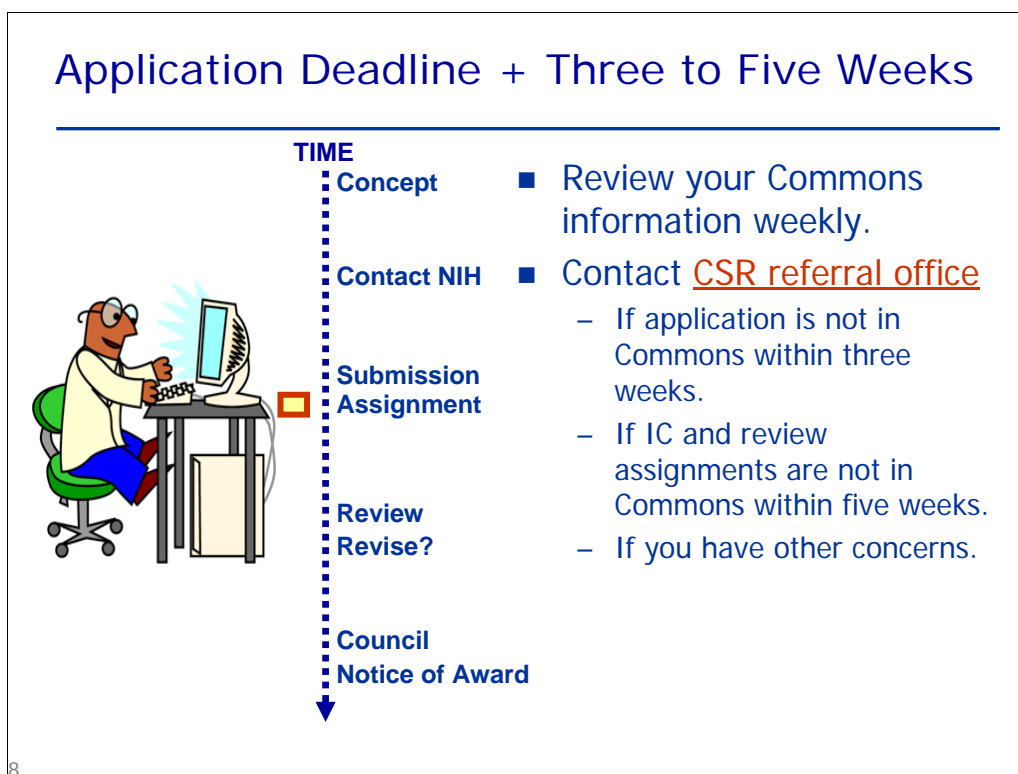 Application Deadline + Three to Five Weeks
TIME
Concept
Contact NIH
Submission
Assignment
Review
Revise?
Council
Notice of Award
■ Review your Commons
information weekly.
■ Contact CSR referral office
– If application is not in
Commons within three
weeks.
– If IC and review
assignments are not in
Commons within five weeks.
– If you have other concerns.
8